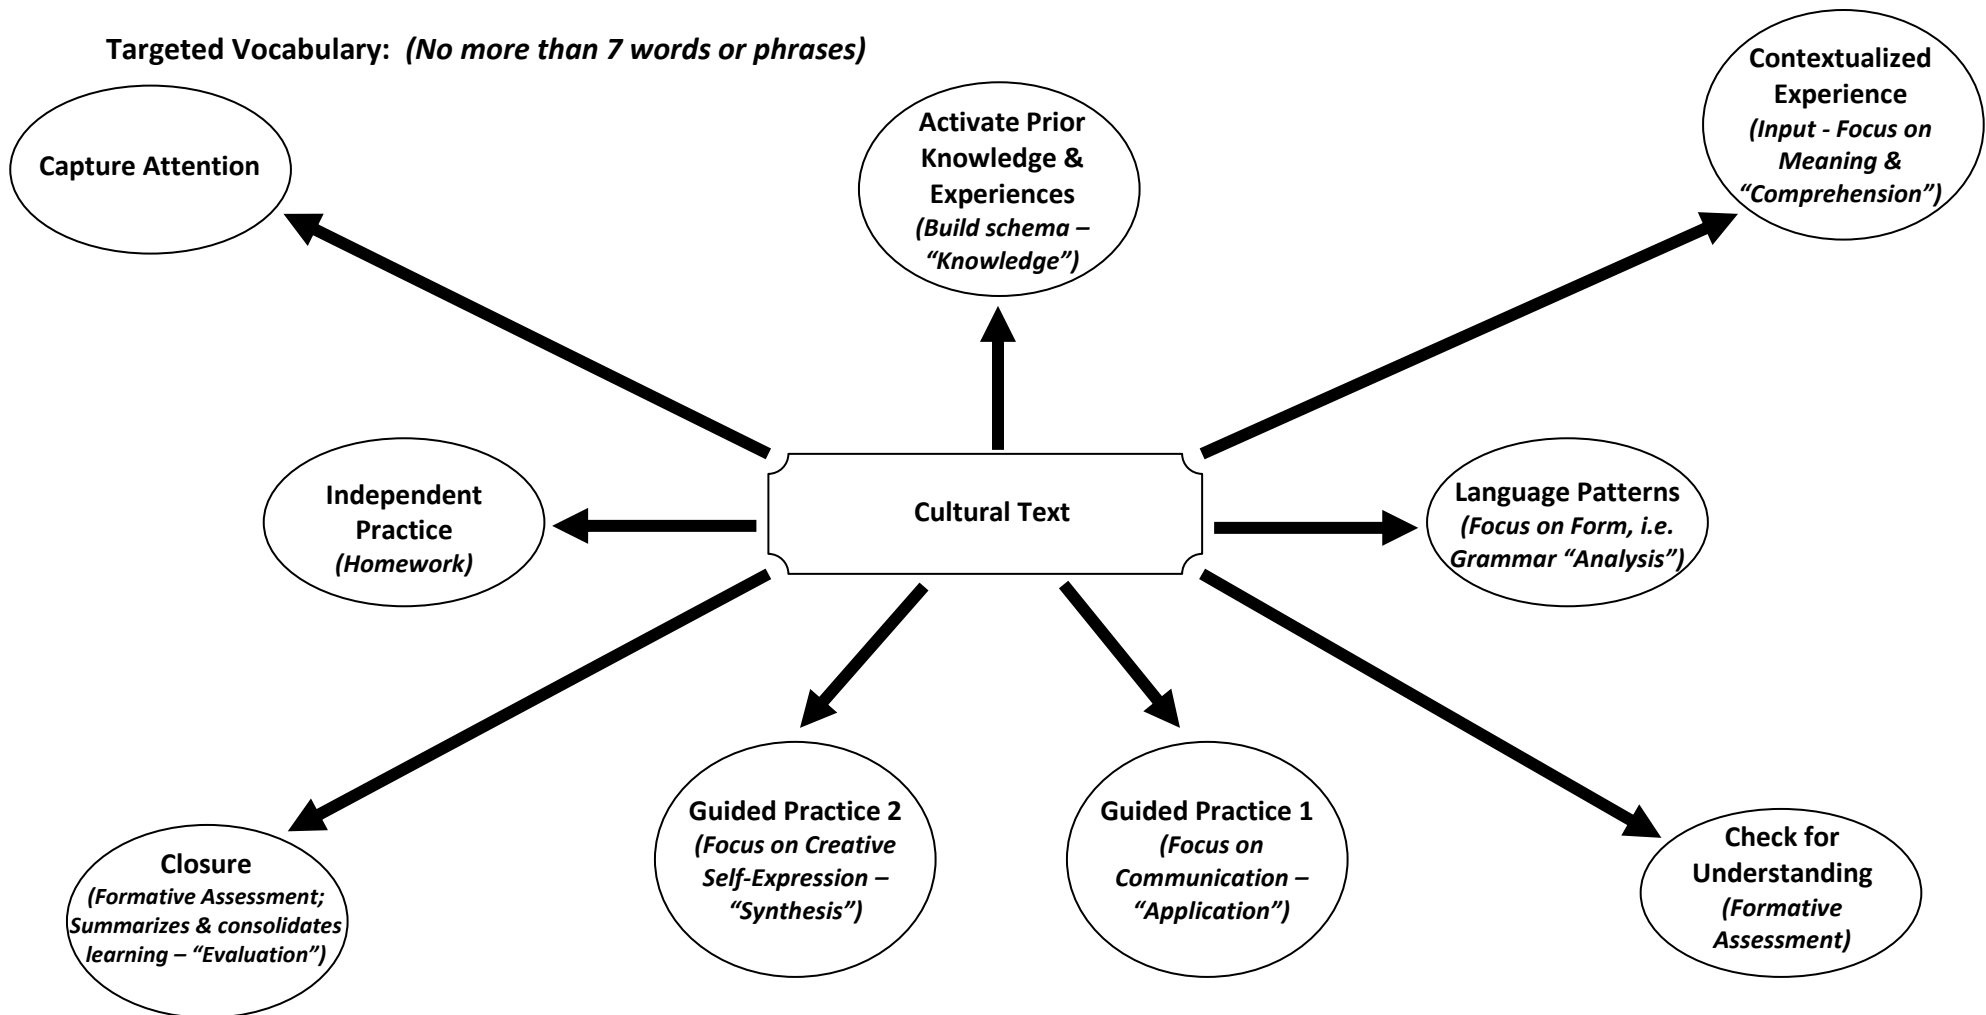 Targeted Vocabulary: (No more than 7 words or phrases)
Capture Attention
Activate Prior
Knowledge &
Experiences
(Build schema –
“Knowledge”)
Contextualized
Experience
(Input - Focus on
Meaning &
“Comprehension”)
Independent
Practice
(Homework)
Cultural Text
Language Patterns
(Focus on Form, i.e.
Grammar “Analysis”)
Closure
(Formative Assessment;
Summarizes & consolidates
learning – “Evaluation”)
Guided Practice 2
(Focus on Creative
Self-Expression –
“Synthesis”)
Guided Practice 1
(Focus on
Communication –
“Application”)
Check for
Understanding
(Formative
Assessment)